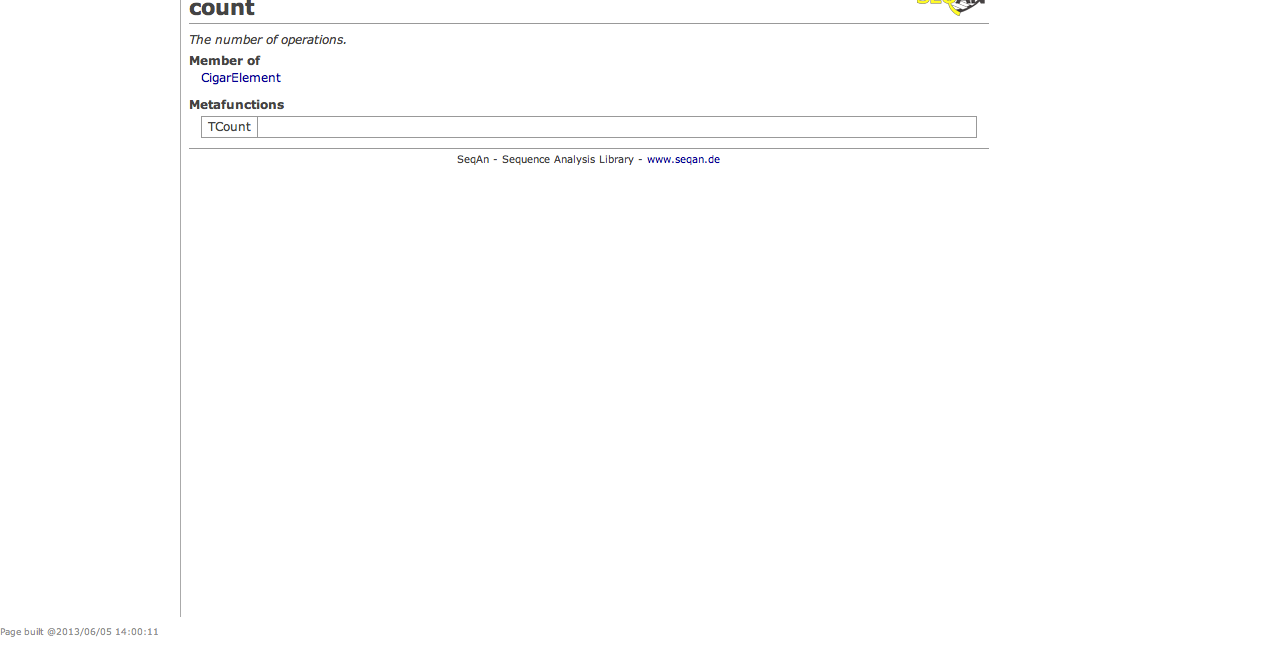 count
The number of operations.
Member of
CigarElement
Metafunctions
TCount
SeqAn - Sequence Analysis Library - www.seqan.de
Page built @2013/06/05 14:00:11